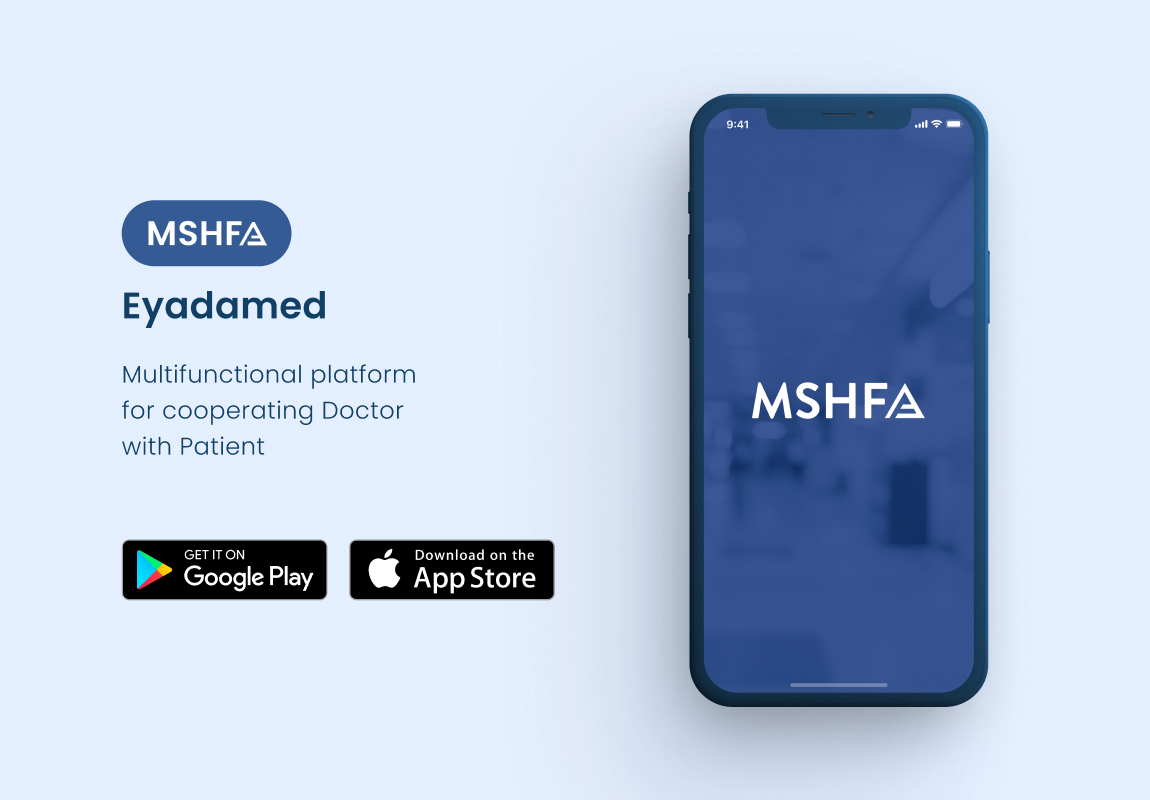 MSHFA
Eyadamed
Multifunctional platform
for cooperating Doctor
with Patient
GET IT ON
Google Play
Download on the
App Store
9:41
MSHFA